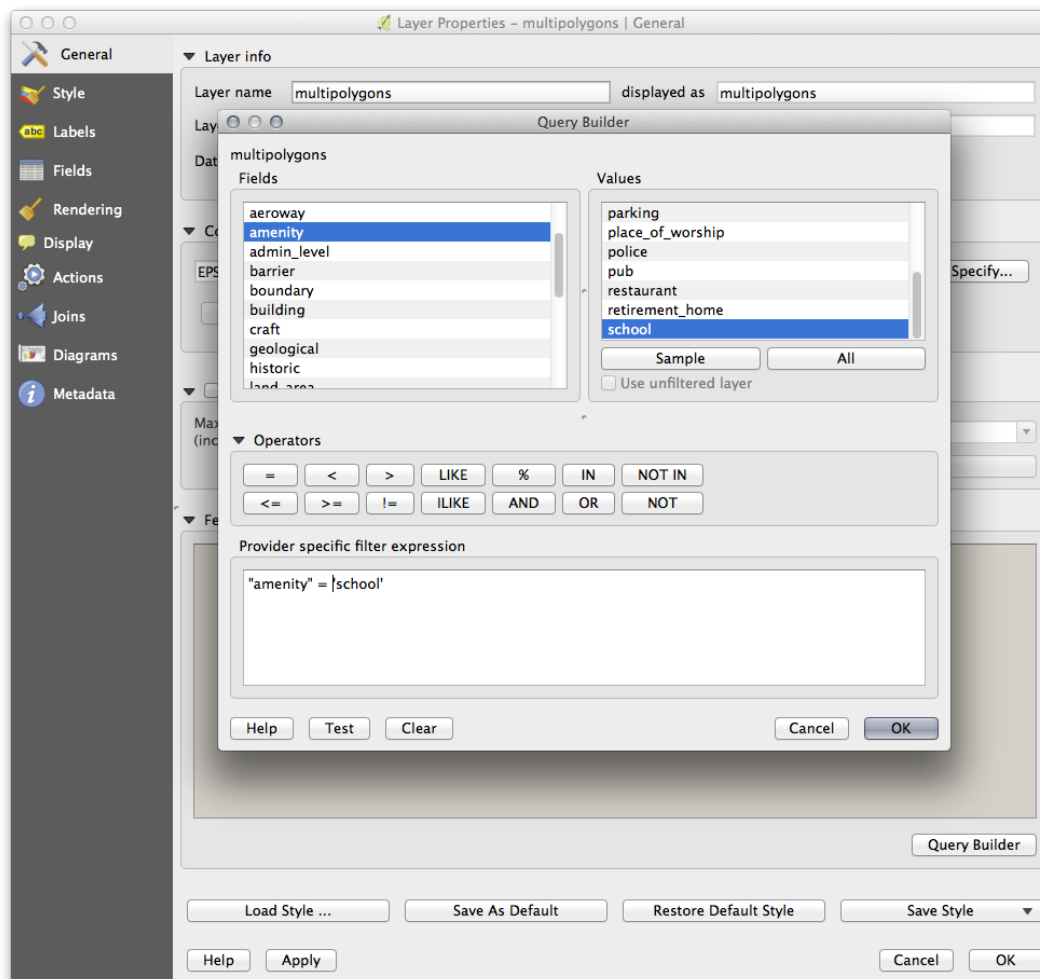 Layer Properties – multipolygons | General
General
Style
Labels
Fields
Rendering
Display
Actions
Joins
Diagrams
Metadata
Layer info
Layer name multipolygons displayed as multipolygons
Query Builder
multipolygons
Fields
aeroway
amenity
admin_level
barrier
boundary
building
craft
geological
historic
land_area
Values
parking
place_of_worship
police
pub
restaurant
retirement_home
school
Sample All
Use unfiltered layer
Specify...
Operators
= < > LIKE % IN NOT IN
<= >= != ILIKE AND OR NOT
Provider specific filter expression
"amenity" = 'school'
Help Test Clear Cancel OK
Query Builder
Load Style ... Save As Default Restore Default Style Save Style
Help Apply Cancel OK